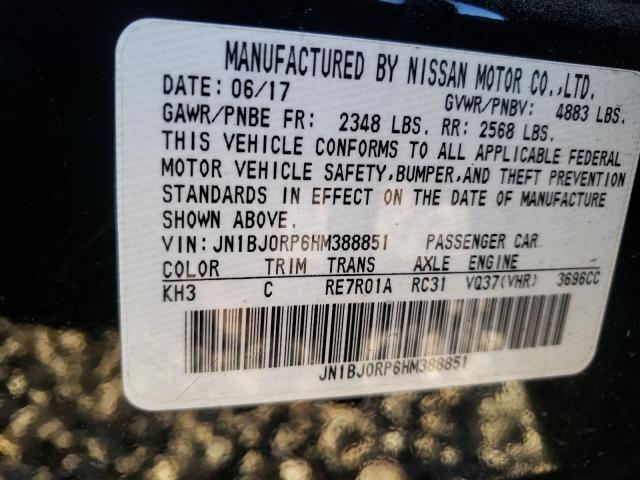 MANUFACTURED BY NISSAN MOTOR CO.,LTD.
DATE: 06/17 GVWR/PNBV: 4883 LBS.
GAWR/PNBE FR: 2348 LBS. RR: 2568 LBS.
THIS VEHICLE CONFORMS TO ALL APPLICABLE FEDERAL
MOTOR VEHICLE SAFETY,BUMPER,AND THEFT PREVENTION
STANDARDS IN EFFECT ON THE DATE OF MANUFACTURE
SHOWN ABOVE.
VIN: JN1BJ0RP6HM388851 PASSENGER CAR
COLOR TRIM TRANS AXLE ENGINE
KH3 C RE7R01A RC31 VQ37(VHR) 3696CC
JN1BJ0RP6HM388851